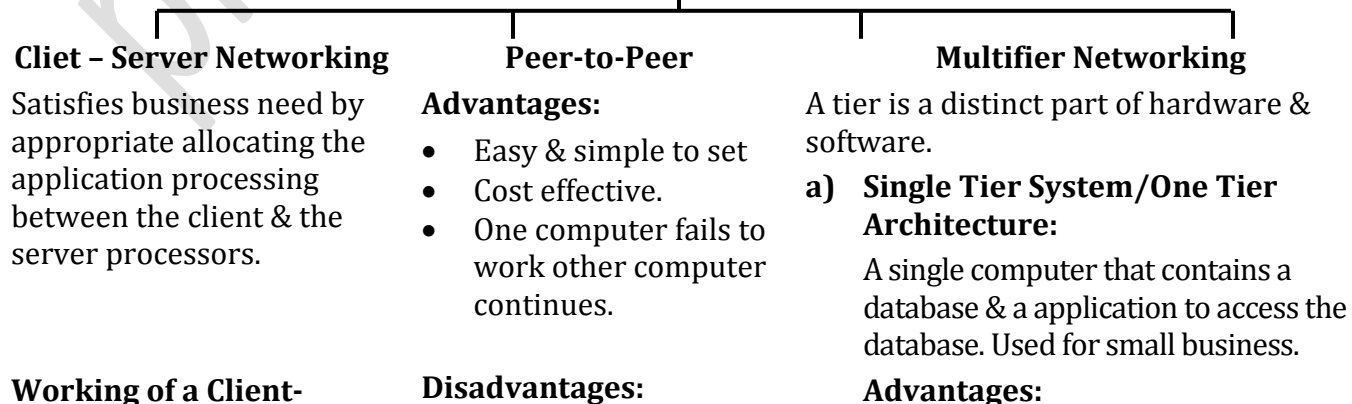 Cliet – Server Networking
Satisfies business need by
appropriate allocating the
application processing
between the client & the
server processors.
Working of a Client-
Peer-to-Peer
Advantages:
• Easy & simple to set
• Cost effective.
• One computer fails to
work other computer
continues.
Disadvantages:
Multifier Networking
A tier is a distinct part of hardware &
software.
a) Single Tier System/One Tier
Architecture:
A single computer that contains a
database & a application to access the
database. Used for small business.
Advantages: